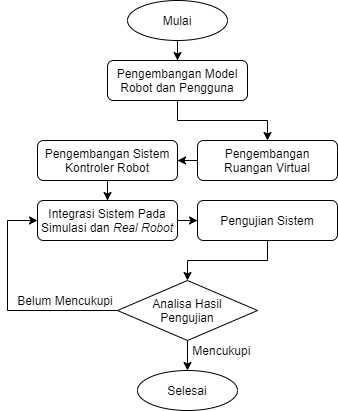 Mulai
Pengembangan Model
Robot dan Pengguna
Pengembangan Sistem
Kontroler Robot
Pengembangan
Ruangan Virtual
Integrasi Sistem Pada
Simulasi dan Real Robot
Pengujian Sistem
Belum Mencukupi
Analisa Hasil
Pengujian
Mencukupi
Selesai